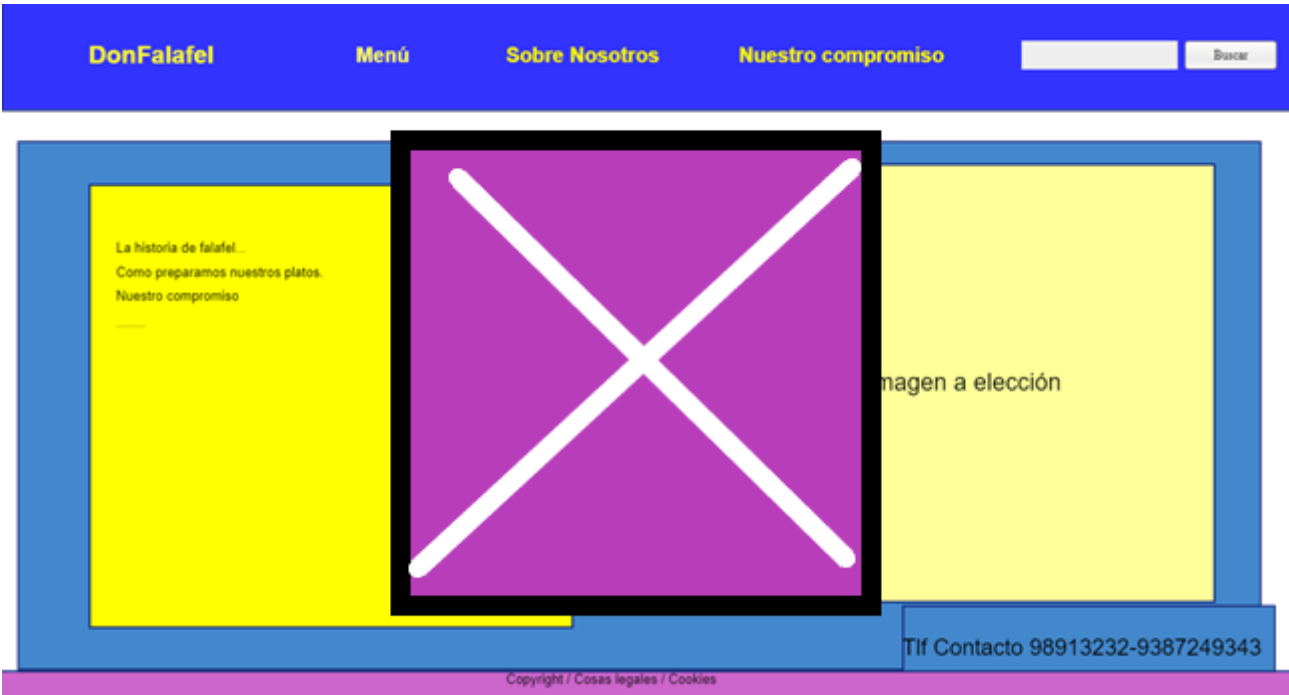 DonFalafel
Menú
Sobre Nosotros
Nuestro compromiso
Buscar
La historia de falafel...
Como preparamos nuestros platos.
Nuestro compromiso
..........
a elección
Tlf Contacto 98913232-9387249343
Copyright / Cosas legales / Cookies